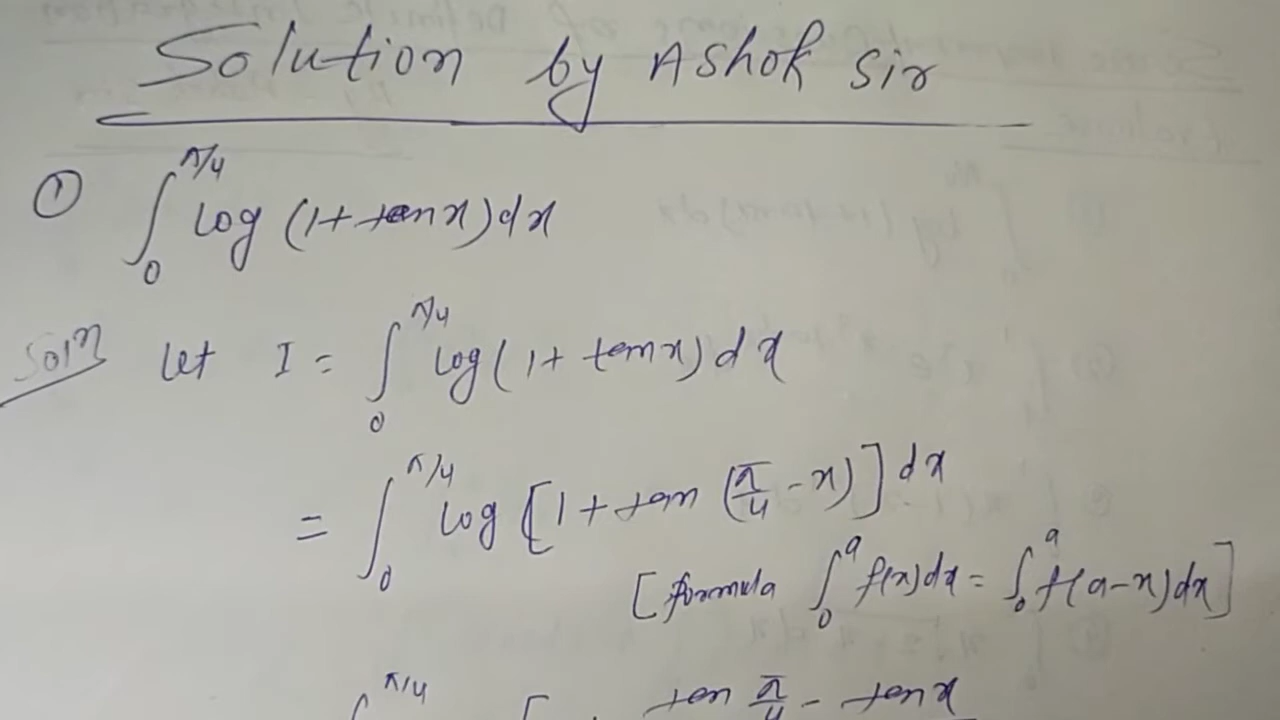 Solution by Ashok Sir
① ∫₀^π/4 log (1+ tan x) dx
Solⁿ Let I = ∫₀^π/4 log (1+ tan x) dx
= ∫₀^π/4 log [1+ tan (π/4 - x)] dx
[formula ∫₀^a f(x)dx = ∫₀^a f(a-x)dx]
π/4 ∫ [ tan π/4 - tan x